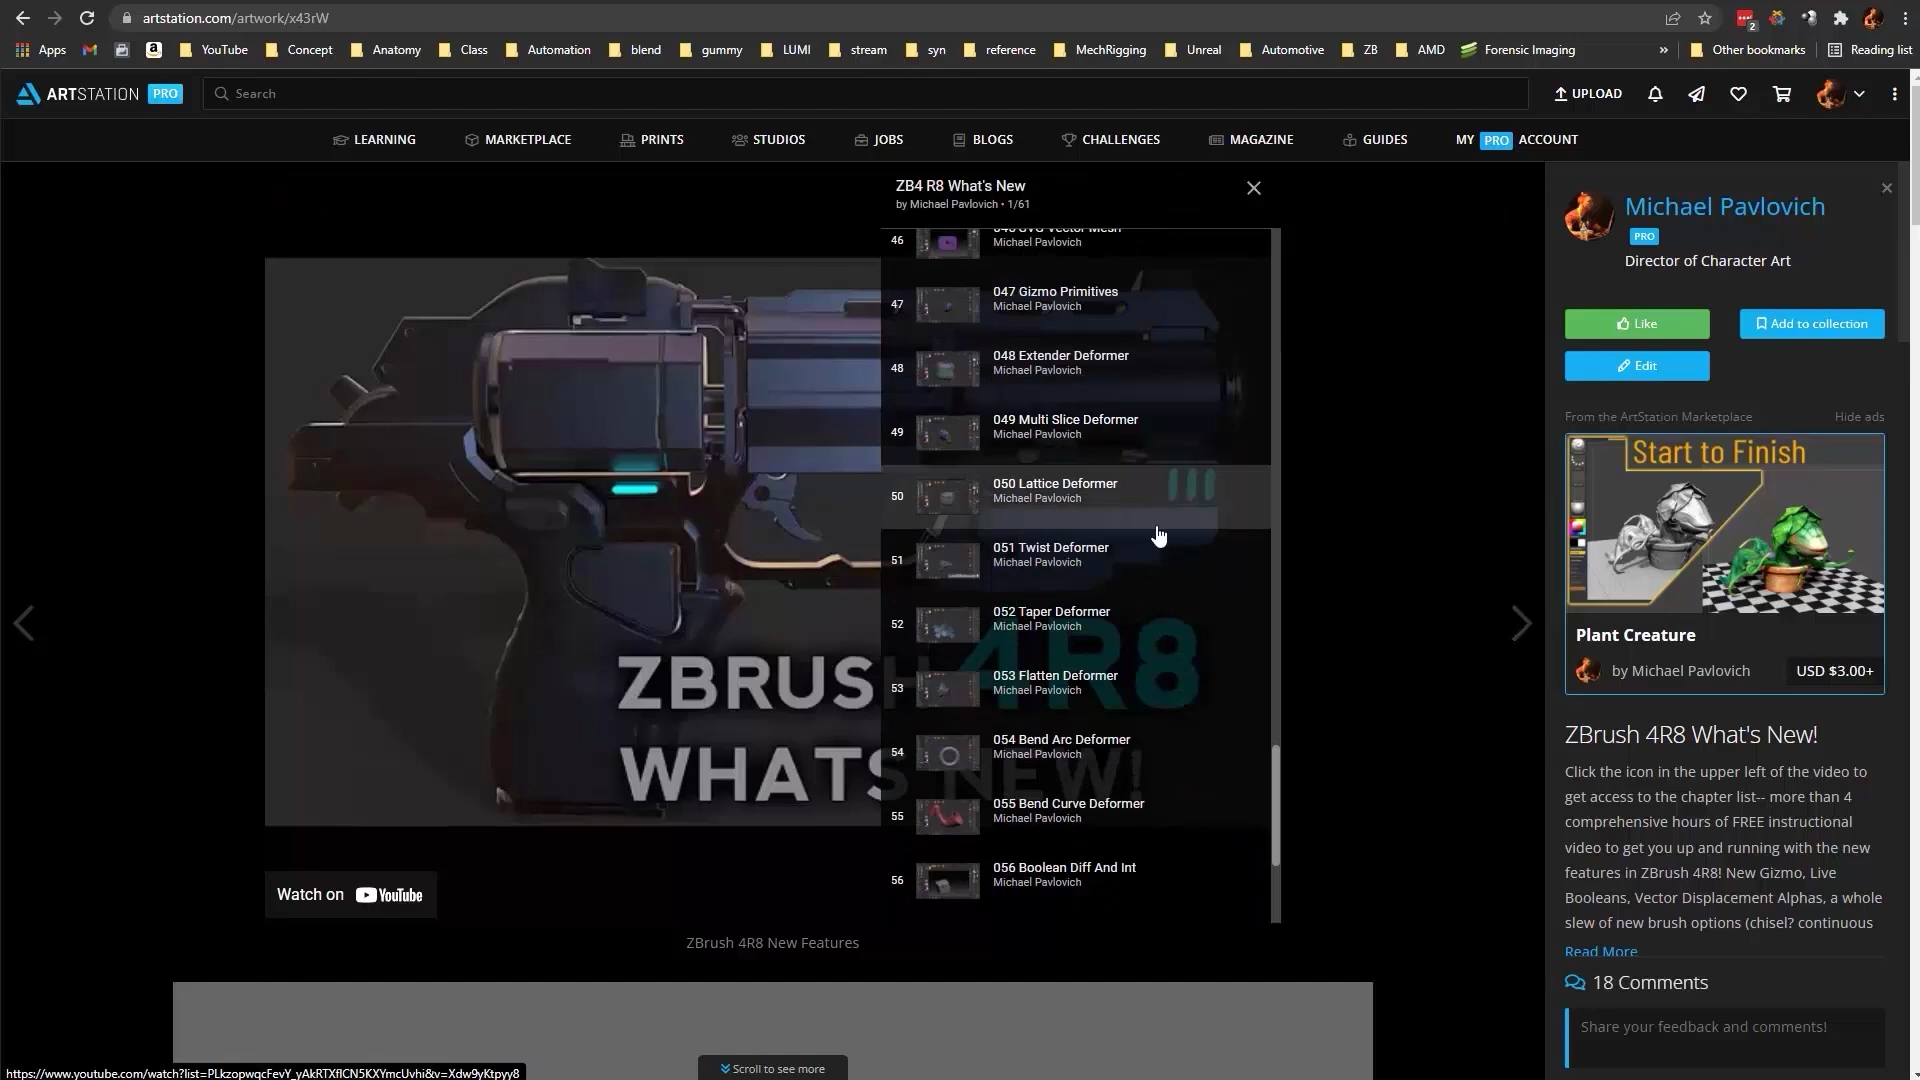 artstation.com/artwork/x43rW
2
Apps
YouTube
Concept
Anatomy
Class
Automation
blend
gummy
LUMI
stream
syn
reference
MechRigging
Unreal
Automotive
ZB
AMD
Forensic Imaging
»
Other bookmarks
Reading list
ARTSTATION PRO
Search
UPLOAD
LEARNING
MARKETPLACE
PRINTS
STUDIOS
JOBS
BLOGS
CHALLENGES
MAGAZINE
GUIDES
MY PRO ACCOUNT
ZB4 R8 What's New
by Michael Pavlovich • 1/61
46
Michael Pavlovich
47
047 Gizmo Primitives
Michael Pavlovich
48
048 Extender Deformer
Michael Pavlovich
49
049 Multi Slice Deformer
Michael Pavlovich
50
050 Lattice Deformer
Michael Pavlovich
51
051 Twist Deformer
Michael Pavlovich
52
052 Taper Deformer
Michael Pavlovich
53
053 Flatten Deformer
Michael Pavlovich
54
054 Bend Arc Deformer
Michael Pavlovich
55
055 Bend Curve Deformer
Michael Pavlovich
56
056 Boolean Diff And Int
Michael Pavlovich
ZBRUSH 4R8
WHATS NEW!
Watch on YouTube
ZBrush 4R8 New Features
Scroll to see more
Michael Pavlovich
PRO
Director of Character Art
Like
Add to collection
Edit
From the ArtStation Marketplace
Hide ads
Start to Finish
Plant Creature
by Michael Pavlovich
USD $3.00+
ZBrush 4R8 What's New!
Click the icon in the upper left of the video to
get access to the chapter list-- more than 4
comprehensive hours of FREE instructional
video to get you up and running with the new
features in ZBrush 4R8! New Gizmo, Live
Booleans, Vector Displacement Alphas, a whole
slew of new brush options (chisel? continuous
Read More
18 Comments
Share your feedback and comments!